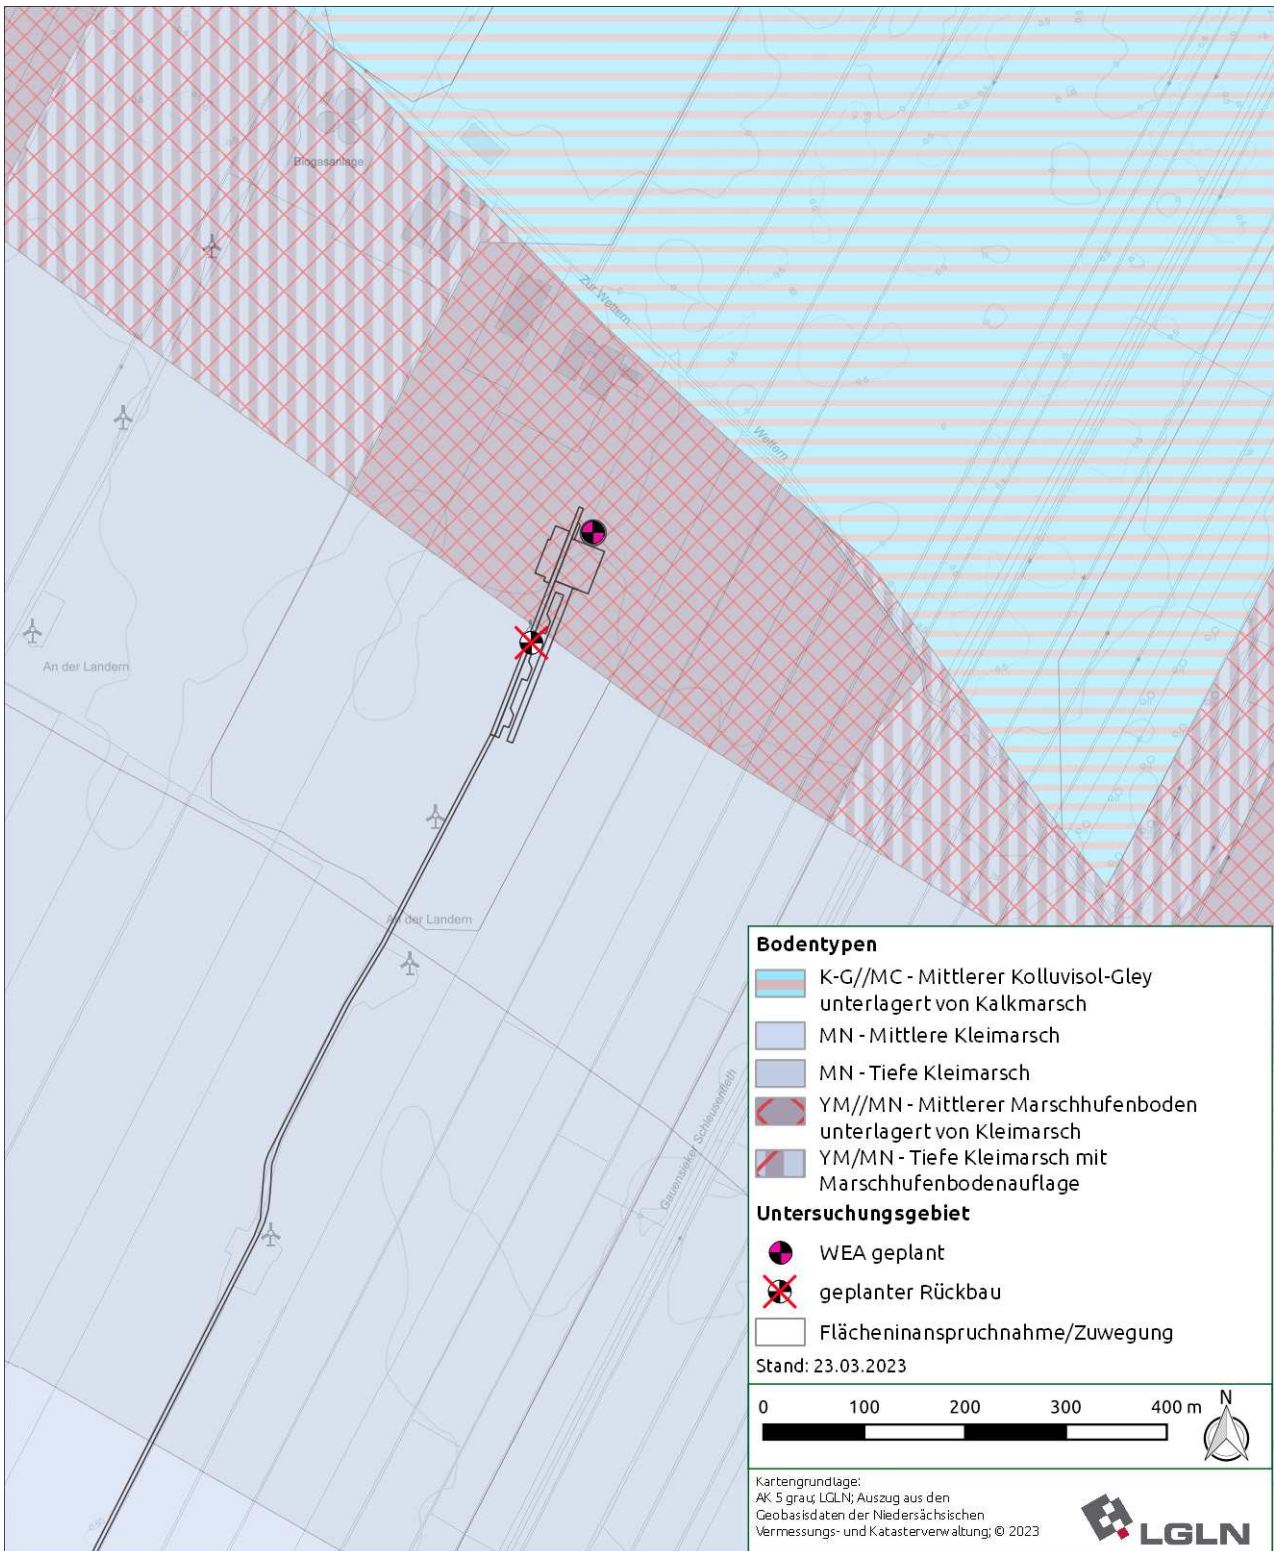 Biogasanlage
Zur Wettern
Wettern
An der Landern
An der Landern
Gauensieker Schleusenfleth
Bodentypen
K-G//MC - Mittlerer Kolluvisol-Gley
unterlagert von Kalkmarsch
MN - Mittlere Kleimarsch
MN - Tiefe Kleimarsch
YM//MN - Mittlerer Marschhufenboden
unterlagert von Kleimarsch
YM/MN - Tiefe Kleimarsch mit
Marschhufenbodenauflage
Untersuchungsgebiet
WEA geplant
geplanter Rückbau
Flächeninanspruchnahme/Zuwegung
Stand: 23.03.2023
0 100 200 300 400 m N
Kartengrundlage:
AK 5 grau; LGLN; Auszug aus den
Geobasisdaten der Niedersächsischen
Vermessungs- und Katasterverwaltung; © 2023
LGLN